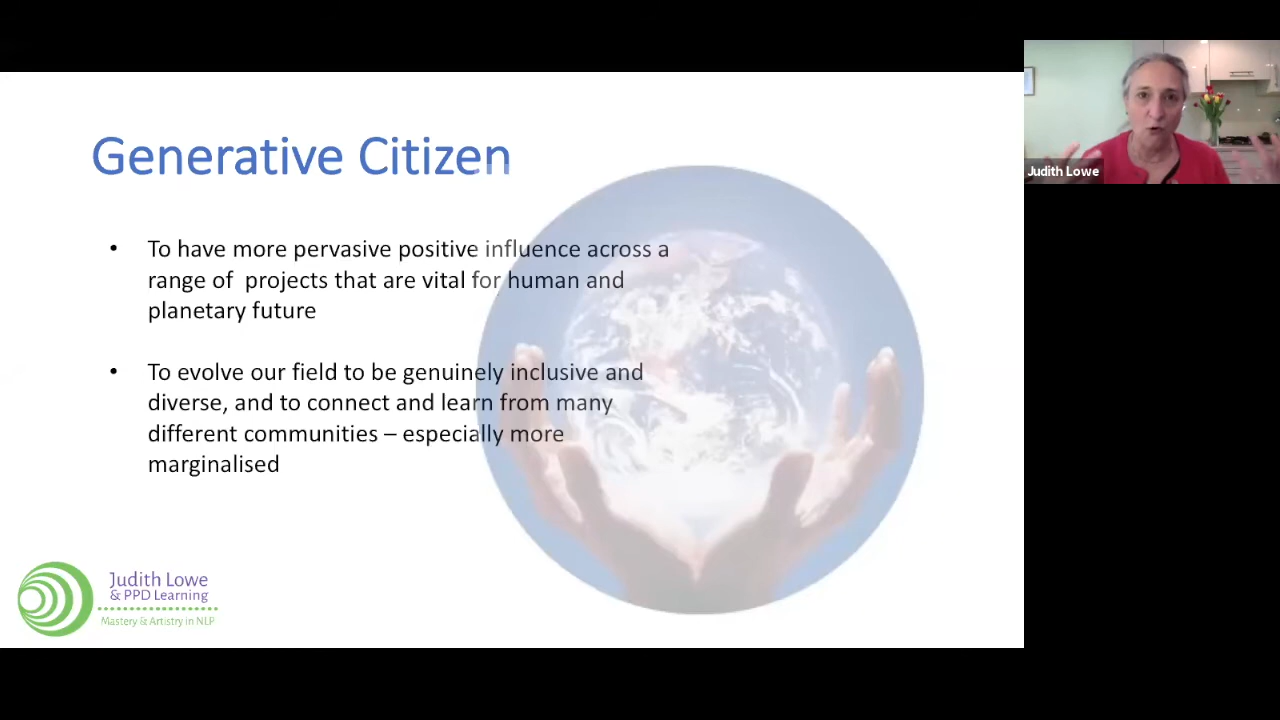 Generative Citizen
• To have more pervasive positive influence across a
range of  projects that are vital for human and
planetary future
• To evolve our field to be genuinely inclusive and
diverse, and to connect and learn from many
different communities – especially more
marginalised
Judith Lowe
& PPD Learning
Mastery & Artistry in NLP
Judith Lowe